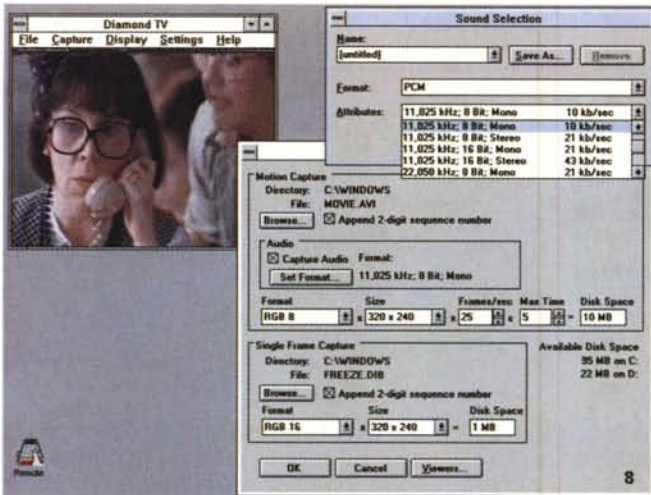 Diamond TV
File Capture Display Settings Help
Sound Selection
Name:
[untitled]
Save As...
Remove
Format:
PCM
Attributes:
11,025 kHz; 8 Bit; Mono 10 kb/sec
11,025 kHz; 8 Bit; Mono 10 kb/sec
11,025 kHz; 8 Bit; Stereo 21 kb/sec
11,025 kHz; 16 Bit; Mono 21 kb/sec
11,025 kHz; 16 Bit; Stereo 43 kb/sec
22,050 kHz; 8 Bit; Mono 21 kb/sec
Motion Capture
Directory: C:\WINDOWS
File: MOVIE.AVI
Browse... Append 2-digit sequence number
Audio
Capture Audio Format:
Set Format... 11,025 kHz; 8 Bit; Mono
Format Size Frames/sec Max Time Disk Space
RGB 8 x 320 x 240 x 25 x 5 = 10 MB
Single Frame Capture
Directory: C:\WINDOWS
File: FREEZE.DIB
Browse... Append 2-digit sequence number
Format Size Disk Space
RGB 16 x 320 x 240 = 1 MB
Available Disk Space
95 MB on C:
22 MB on D:
OK Cancel Viewers...
Remote
8